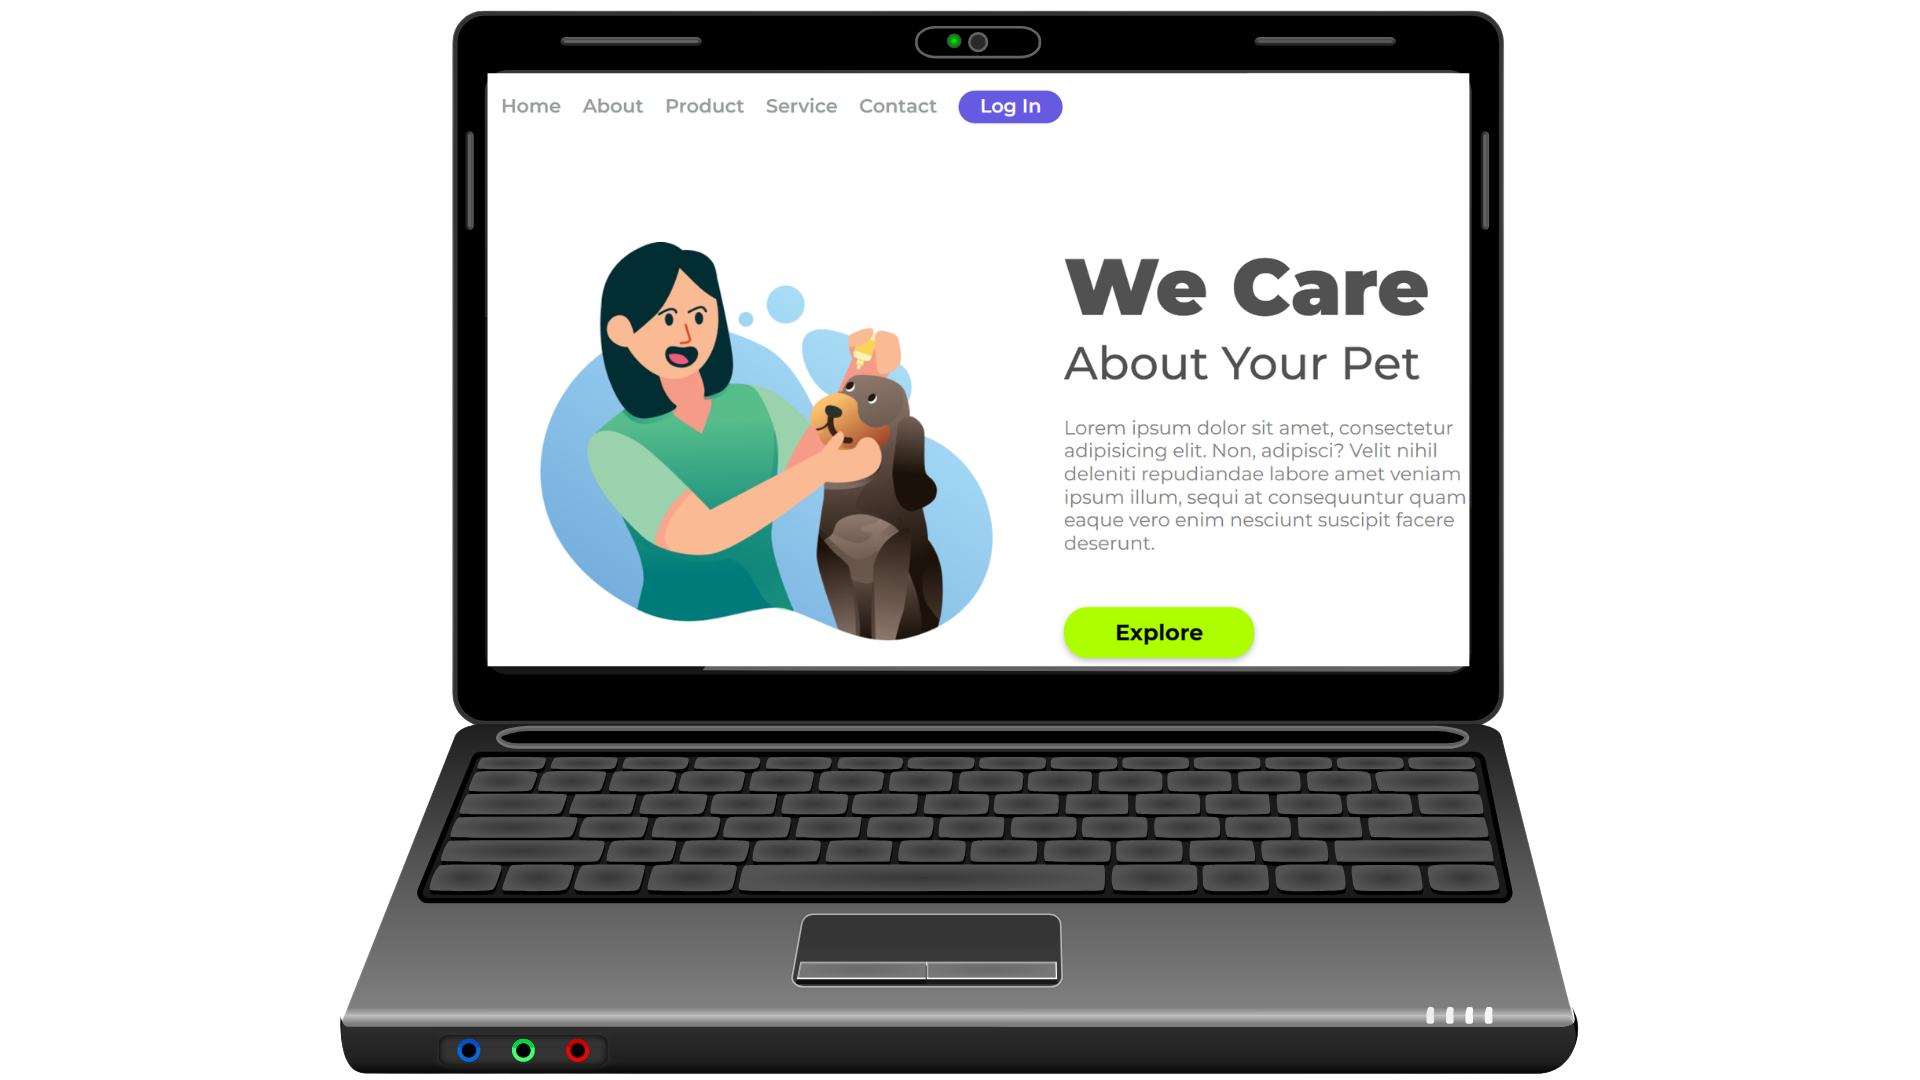 Home About Product Service Contact Log In
We Care
About Your Pet
Lorem ipsum dolor sit amet, consectetur
adipisicing elit. Non, adipisci? Velit nihil
deleniti repudiandae labore amet veniam
ipsum illum, sequi at consequuntur quam
eaque vero enim nesciunt suscipit facere
deserunt.
Explore